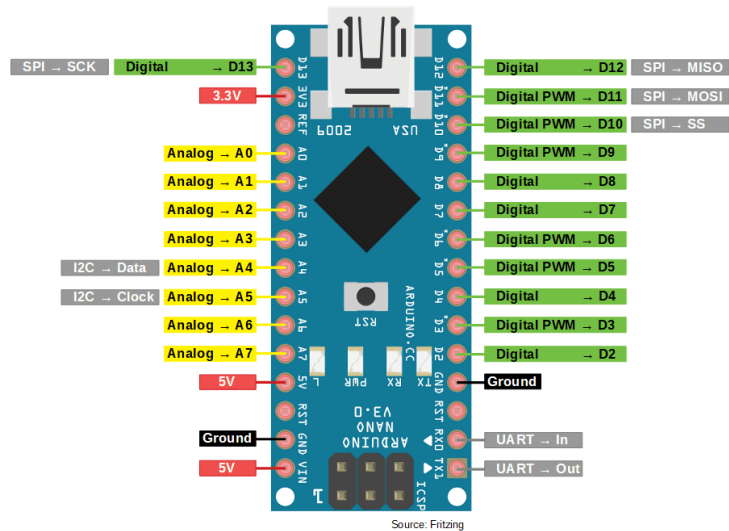 SPI → SCK Digital → D13 D13 D12 Digital → D12 SPI → MISO
3.3V 3V3 D11* Digital PWM → D11 SPI → MOSI
REF 9005 USA D10* Digital PWM → D10 SPI → SS
Analog → A0 A0 D9* Digital PWM → D9
Analog → A1 A1 D8 Digital → D8
Analog → A2 A2 D7 Digital → D7
Analog → A3 A3 D6* Digital PWM → D6
I2C → Data Analog → A4 A4 D5* Digital PWM → D5
I2C → Clock Analog → A5 A5 D4 Digital → D4
RST ARDUINO.CC
Analog → A6 A6 D3* Digital PWM → D3
Analog → A7 A7 D2 Digital → D2
5V 5V L PWR RX TX GND Ground
RST V3.0 RST
Ground GND NANO RX0 UART → In
ARDUINO
5V VIN TX1 UART → Out
1 ICSP
Source: Fritzing